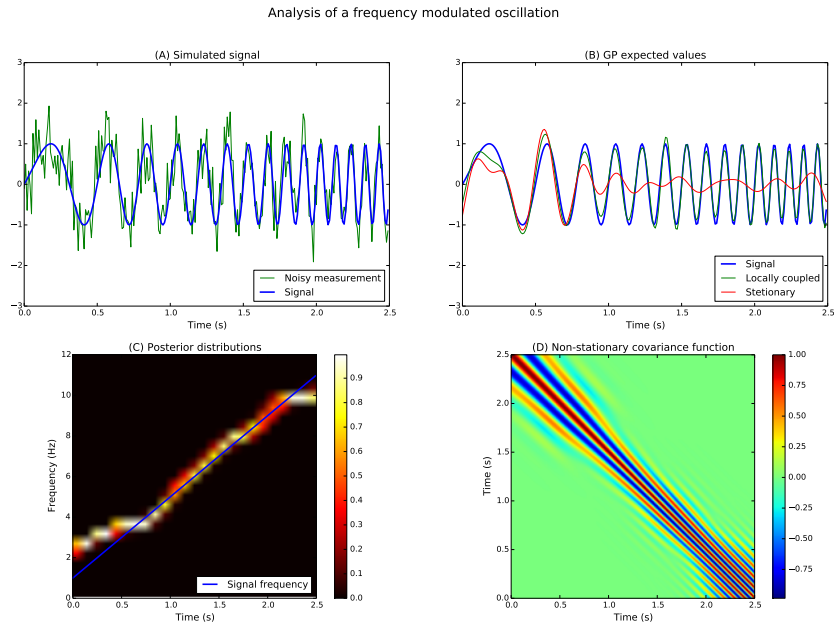 Analysis of a frequency modulated oscillation
(A) Simulated signal
3
2
1
0
−1
−2
−3
0.0 0.5 1.0 1.5 2.0 2.5
Time (s)
Noisy measurement
Signal
(B) GP expected values
3
2
1
0
−1
−2
−3
0.0 0.5 1.0 1.5 2.0 2.5
Time (s)
Signal
Locally coupled
Stetionary
(C) Posterior distributions
Frequency (Hz)
12
10
8
6
4
2
0
0.0 0.5 1.0 1.5 2.0 2.5
Time (s)
Signal frequency
0.9
0.8
0.7
0.6
0.5
0.4
0.3
0.2
0.1
0.0
(D) Non-stationary covariance function
Time (s)
2.5
2.0
1.5
1.0
0.5
0.0
0.0 0.5 1.0 1.5 2.0 2.5
Time (s)
1.00
0.75
0.50
0.25
0.00
−0.25
−0.50
−0.75